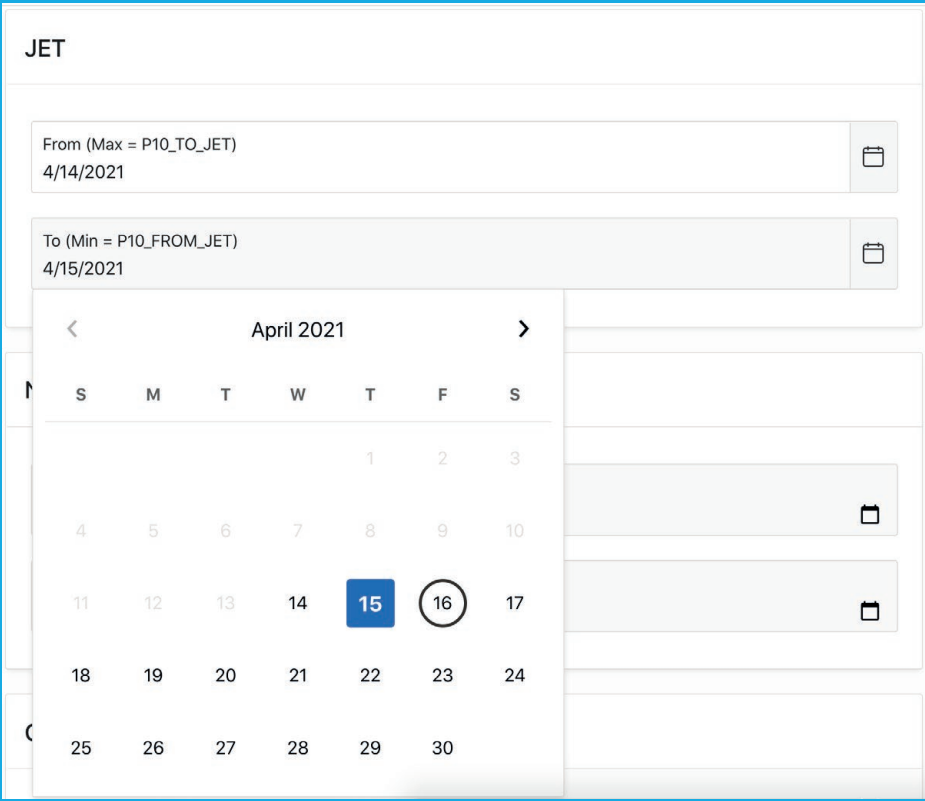 JET
From (Max = P10_TO_JET)
4/14/2021
To (Min = P10_FROM_JET)
4/15/2021
April 2021
S M T W T F S
1 2 3
4 5 6 7 8 9 10
11 12 13 14 15 16 17
18 19 20 21 22 23 24
25 26 27 28 29 30